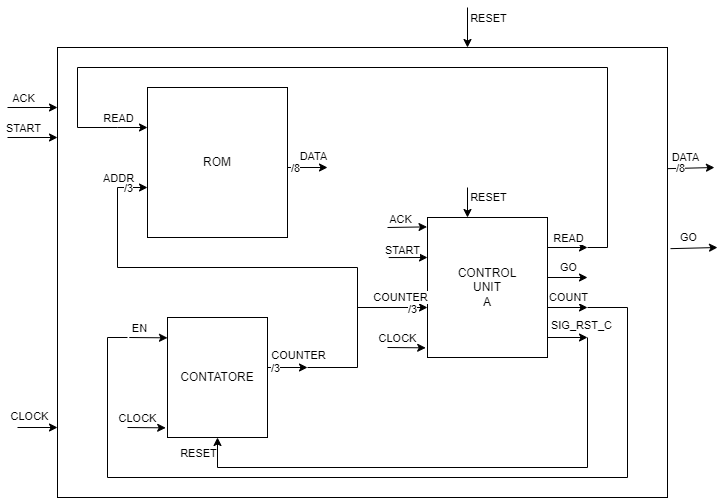 RESET
ACK
START
READ
ROM
DATA
/8
ADDR
/3
DATA
/8
RESET
ACK
START
CONTROL
UNIT
A
READ
GO
GO
COUNTER
/3
COUNT
SIG_RST_C
CLOCK
EN
COUNTER
/3
CONTATORE
CLOCK
CLOCK
RESET